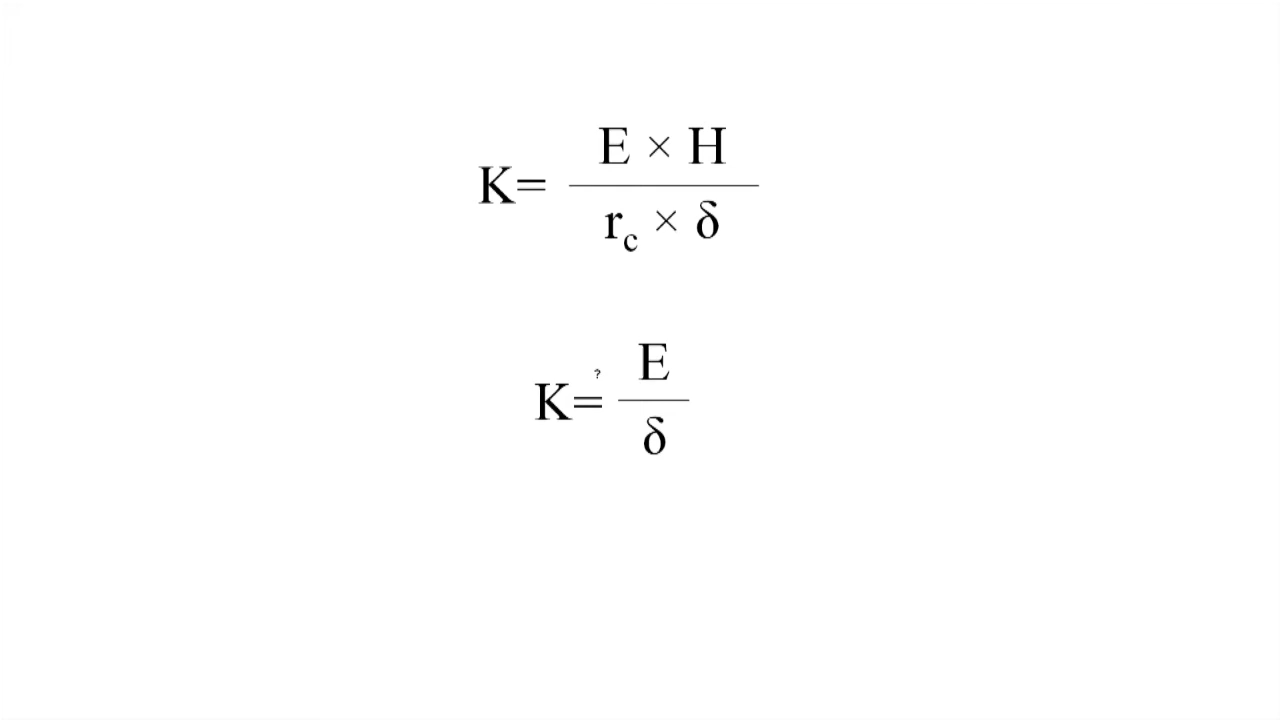 K= E × H / r_c × δ
K=? E / δ